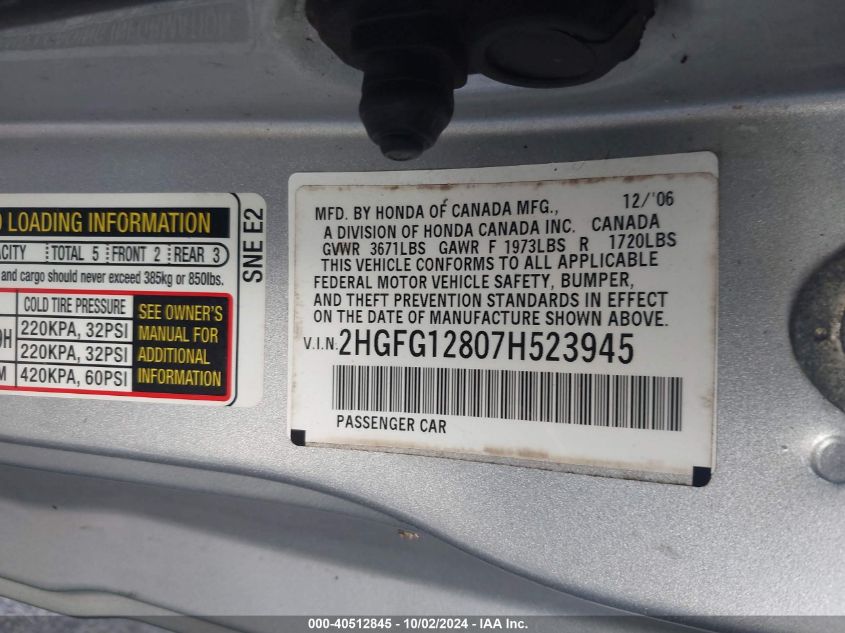 LOADING INFORMATION
TOTAL 5 FRONT 2 REAR 3
and cargo should never exceed 385kg or 850lbs.
COLD TIRE PRESSURE
220KPA, 32PSI
220KPA, 32PSI
420KPA, 60PSI
SEE OWNER'S
MANUAL FOR
ADDITIONAL
INFORMATION
SNE E2
MFD. BY HONDA OF CANADA MFG., 12/'06
A DIVISION OF HONDA CANADA INC. CANADA
GVWR 3671LBS GAWR F 1973LBS R 1720LBS
THIS VEHICLE CONFORMS TO ALL APPLICABLE
FEDERAL MOTOR VEHICLE SAFETY, BUMPER,
AND THEFT PREVENTION STANDARDS IN EFFECT
ON THE DATE OF MANUFACTURE SHOWN ABOVE.
V.I.N: 2HGFG12807H523945
PASSENGER CAR
000-40512845 - 10/02/2024 - IAA Inc.